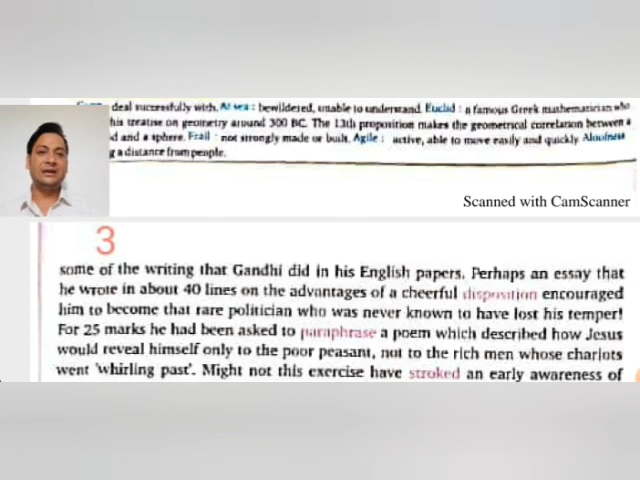 deal successfully with. At sea : bewildered, unable to understand. Euclid : a famous Greek mathematician who
his treatise on geometry around 300 BC. The 13th proposition makes the geometrical correlation between a
d and a sphere. Frail : not strongly made or built. Agile : active, able to move easily and quickly Aloofness
g a distance from people.
Scanned with CamScanner
3
some of the writing that Gandhi did in his English papers. Perhaps an essay that
he wrote in about 40 lines on the advantages of a cheerful disposition encouraged
him to become that rare politician who was never known to have lost his temper!
For 25 marks he had been asked to paraphrase a poem which described how Jesus
would reveal himself only to the poor peasant, not to the rich men whose chariots
went 'whirling past'. Might not this exercise have stroked an early awareness of